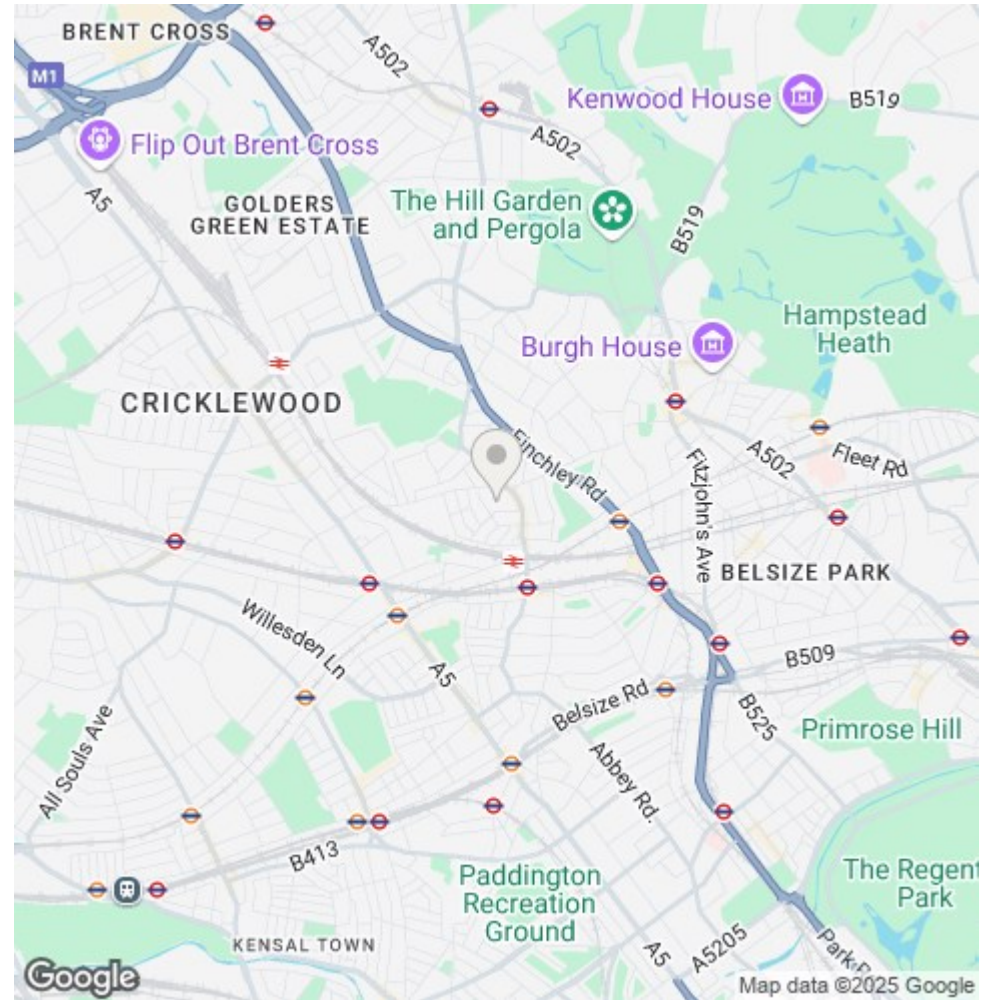 BRENT CROSS
A502
M1
Kenwood House
B519
Flip Out Brent Cross
A502
A5
GOLDERS
GREEN ESTATE
The Hill Garden
and Pergola
B519
Hampstead
Heath
Burgh House
CRICKLEWOOD
Finchley Rd
A502
Fleet Rd
Fitzjohn's Ave
BELSIZE PARK
Willesden Ln
A5
B509
Belsize Rd
B525
Primrose Hill
All Souls Ave
Abbey Rd.
B413
Paddington
Recreation
Ground
The Regent
Park
KENSAL TOWN
A5
A5205
Park
Google
Map data ©2025 Google